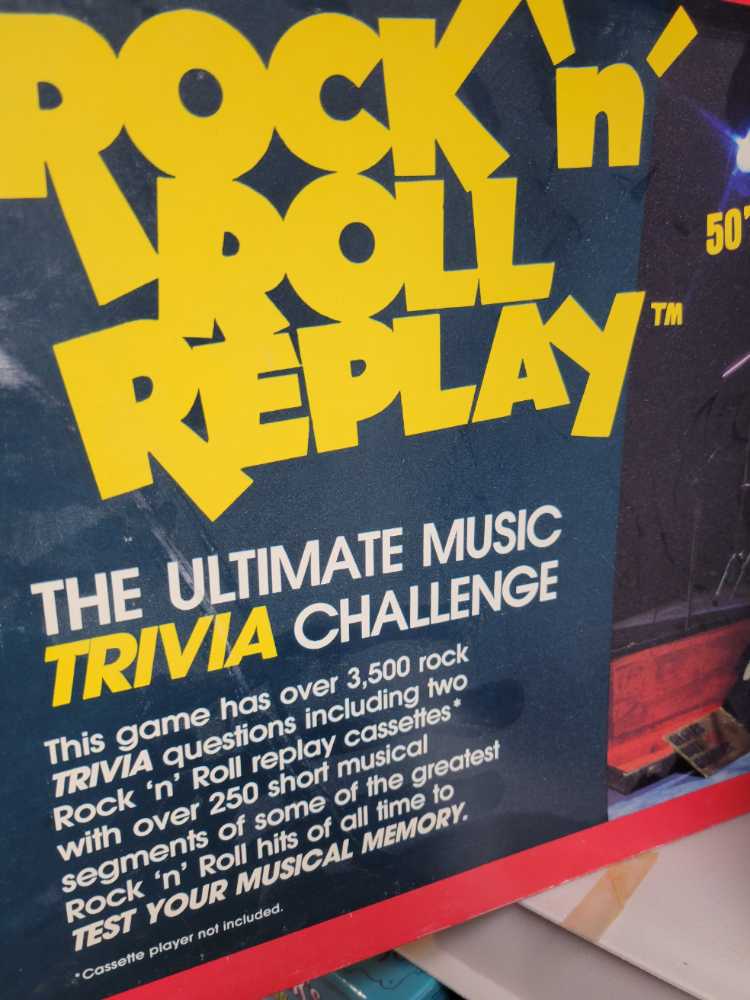 ROCK 'n'
ROLL
REPLAY™
50'
THE ULTIMATE MUSIC
TRIVIA CHALLENGE
This game has over 3,500 rock
TRIVIA questions including two
Rock 'n' Roll replay cassettes*
with over 250 short musical
segments of some of the greatest
Rock 'n' Roll hits of all time to
TEST YOUR MUSICAL MEMORY.
*Cassette player not included.